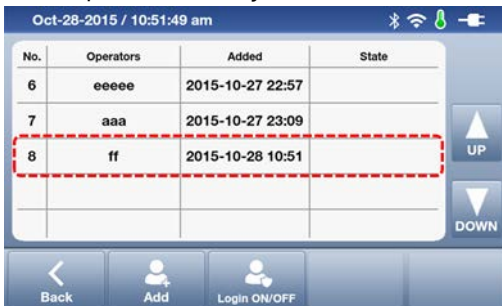 Oct-28-2015 / 10:51:49 am
No. Operators Added State
6 eeeee 2015-10-27 22:57
7 aaa 2015-10-27 23:09
8 ff 2015-10-28 10:51
UP
DOWN
Back Add Login ON/OFF